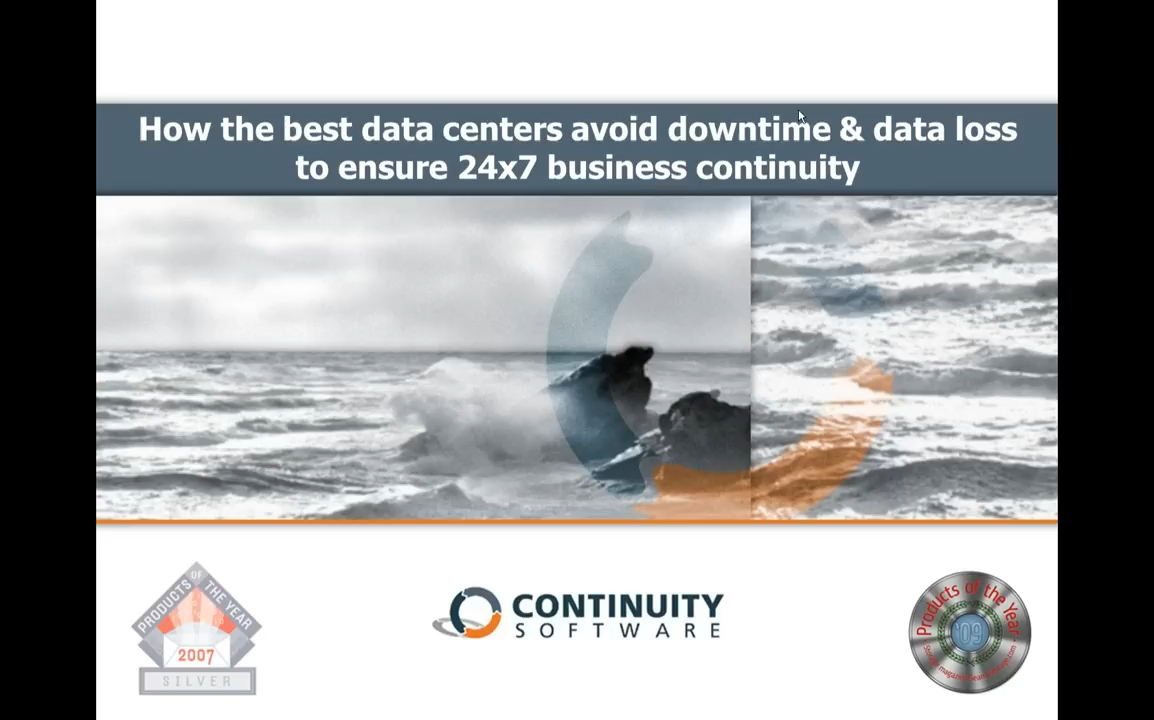 How the best data centers avoid downtime & data loss
to ensure 24x7 business continuity
PRODUCTS OF THE YEAR
2007
SILVER
CONTINUITY
SOFTWARE
Products of the Year
'09